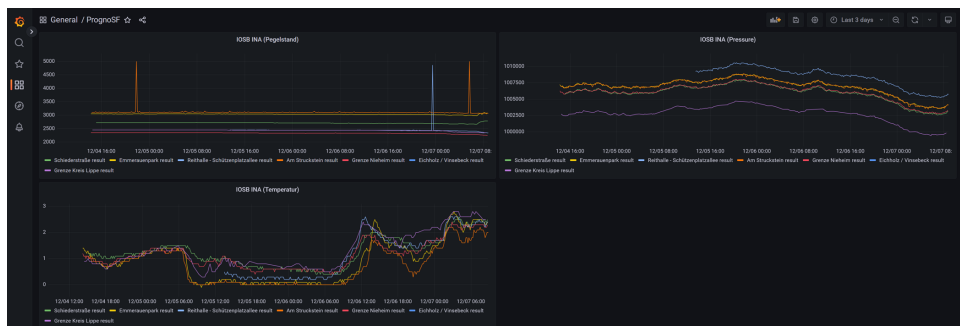 General / PrognoSF
Last 3 days
IOSB INA (Pegelstand)
5000
4500
4000
3500
3000
2500
2000
12/04 16:00 12/05 00:00 12/05 08:00 12/05 16:00 12/06 00:00 12/06 08:00 12/06 16:00 12/07 00:00 12/07 08:
Schiederstraße result Emmerauenpark result Reithalle - Schützenplatzallee result Am Struckstein result Grenze Nieheim result Eichholz / Vinsebeck result
Grenze Kreis Lippe result
IOSB INA (Pressure)
1010000
1007500
1005000
1002500
1000000
12/04 16:00 12/05 00:00 12/05 08:00 12/05 16:00 12/06 00:00 12/06 08:00 12/06 16:00 12/07 00:00 12/07 08:
Schiederstraße result Emmerauenpark result Reithalle - Schützenplatzallee result Am Struckstein result Grenze Nieheim result Eichholz / Vinsebeck result
Grenze Kreis Lippe result
IOSB INA (Temperatur)
3
2
1
0
12/04 12:00 12/04 18:00 12/05 00:00 12/05 06:00 12/05 12:00 12/05 18:00 12/06 00:00 12/06 06:00 12/06 12:00 12/06 18:00 12/07 00:00 12/07 06:00
Schiederstraße result Emmerauenpark result Reithalle - Schützenplatzallee result Am Struckstein result Grenze Nieheim result Eichholz / Vinsebeck result
Grenze Kreis Lippe result